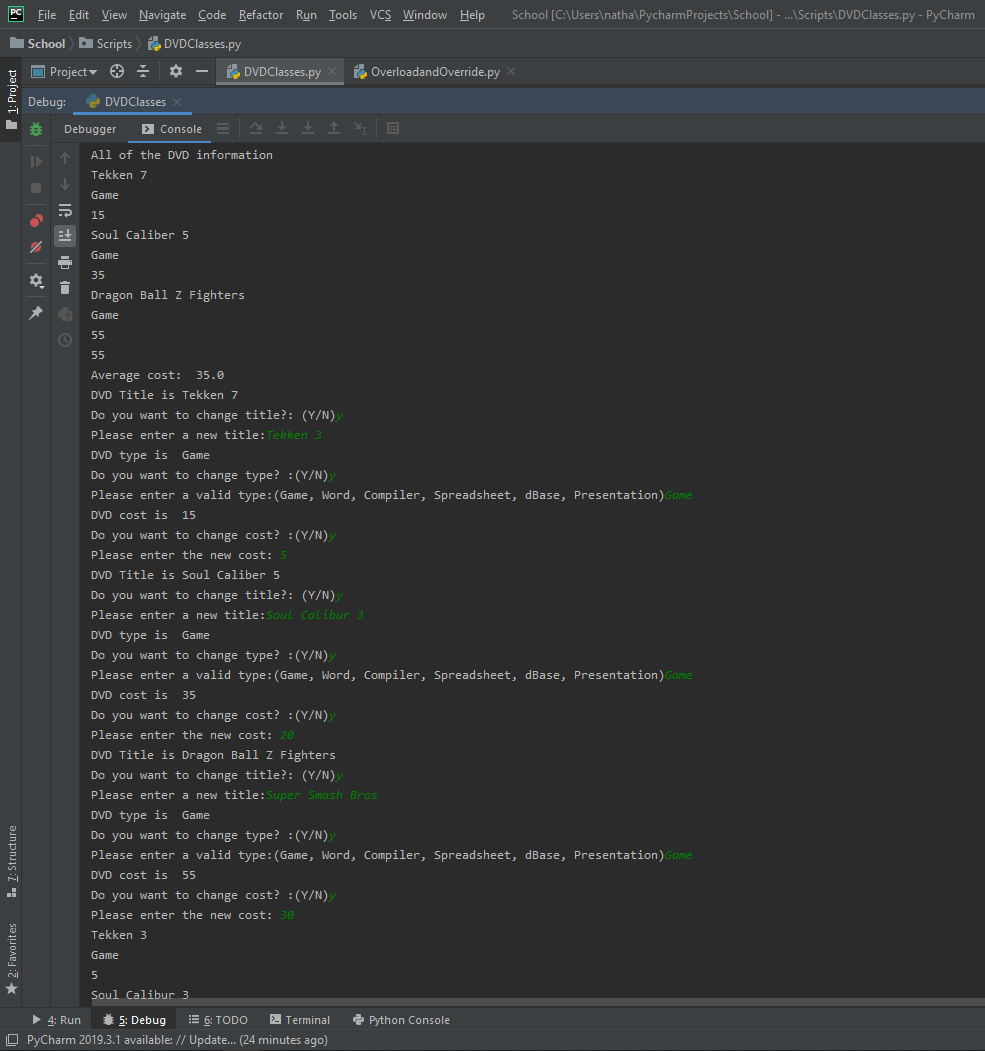 PC File Edit View Navigate Code Refactor Run Tools VCS Window Help School [C:\Users\natha\PycharmProjects\School] - ...\Scripts\DVDClasses.py - PyCharm
School Scripts DVDClasses.py
1: Project
Project DVDClasses.py OverloadandOverride.py
Debug: DVDClasses
Debugger Console
All of the DVD information
Tekken 7
Game
15
Soul Caliber 5
Game
35
Dragon Ball Z Fighters
Game
55
55
Average cost:  35.0
DVD Title is Tekken 7
Do you want to change title?: (Y/N)y
Please enter a new title:Tekken 3
DVD type is  Game
Do you want to change type? :(Y/N)y
Please enter a valid type:(Game, Word, Compiler, Spreadsheet, dBase, Presentation)Game
DVD cost is  15
Do you want to change cost? :(Y/N)y
Please enter the new cost: 5
DVD Title is Soul Caliber 5
Do you want to change title?: (Y/N)y
Please enter a new title:Soul Calibur 3
DVD type is  Game
Do you want to change type? :(Y/N)y
Please enter a valid type:(Game, Word, Compiler, Spreadsheet, dBase, Presentation)Game
DVD cost is  35
Do you want to change cost? :(Y/N)y
Please enter the new cost: 20
DVD Title is Dragon Ball Z Fighters
Do you want to change title?: (Y/N)y
Please enter a new title:Super Smash Bros
DVD type is  Game
Do you want to change type? :(Y/N)y
Please enter a valid type:(Game, Word, Compiler, Spreadsheet, dBase, Presentation)Game
DVD cost is  55
Do you want to change cost? :(Y/N)y
Please enter the new cost: 30
Tekken 3
Game
5
Soul Calibur 3
7: Structure
2: Favorites
4: Run 5: Debug 6: TODO Terminal Python Console
PyCharm 2019.3.1 available: // Update... (24 minutes ago)